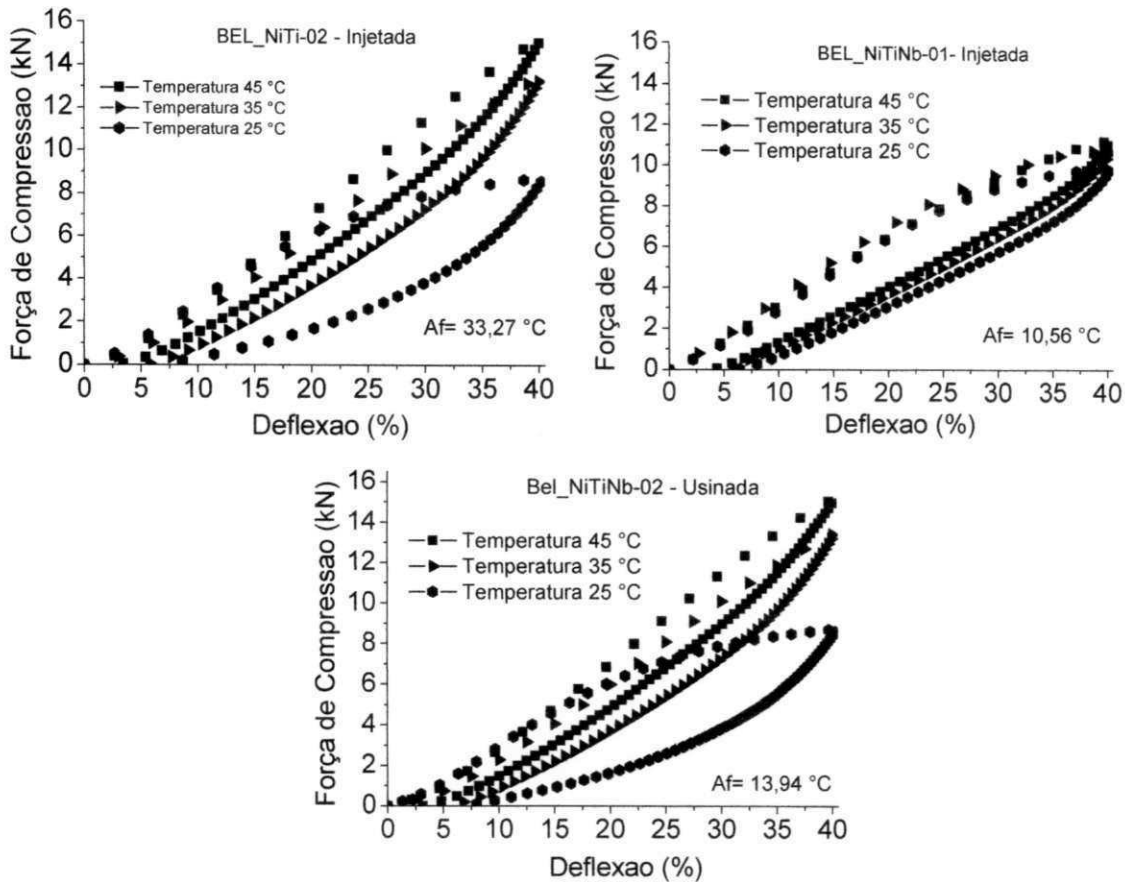 BEL_NiTi-02 - Injetada
Temperatura 45 °C
Temperatura 35 °C
Temperatura 25 °C
Af= 33,27 °C
Força de Compressao (kN)
16
14
12
10
8
6
4
2
0
0 5 10 15 20 25 30 35 40
Deflexao (%)
BEL_NiTiNb-01- Injetada
Temperatura 45 °C
Temperatura 35 °C
Temperatura 25 °C
Af= 10,56 °C
Força de Compressao (kN)
16
14
12
10
8
6
4
2
0
0 5 10 15 20 25 30 35 40
Deflexao (%)
Bel_NiTiNb-02 - Usinada
Temperatura 45 °C
Temperatura 35 °C
Temperatura 25 °C
Af= 13,94 °C
Força de Compressao (kN)
16
14
12
10
8
6
4
2
0
0 5 10 15 20 25 30 35 40
Deflexao (%)